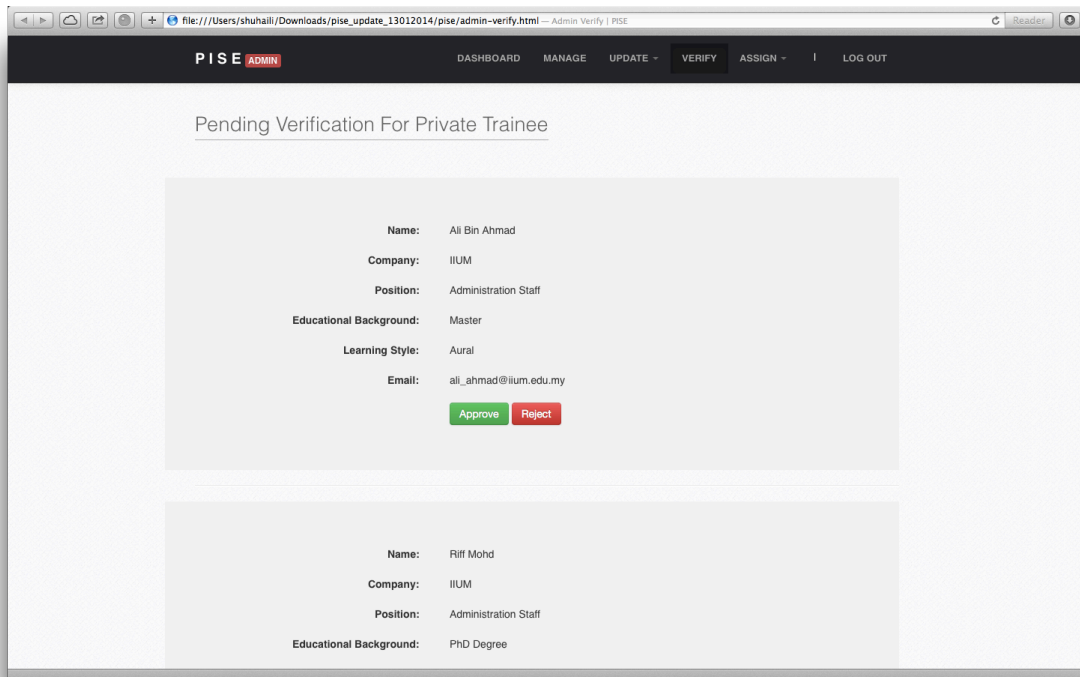 file:///Users/shuhaili/Downloads/pise_update_13012014/pise/admin-verify.html — Admin Verify | PISE
Reader
PISE ADMIN
DASHBOARD MANAGE UPDATE VERIFY ASSIGN | LOG OUT
Pending Verification For Private Trainee
Name: Ali Bin Ahmad
Company: IIUM
Position: Administration Staff
Educational Background: Master
Learning Style: Aural
Email: ali_ahmad@iium.edu.my
Approve Reject
Name: Riff Mohd
Company: IIUM
Position: Administration Staff
Educational Background: PhD Degree